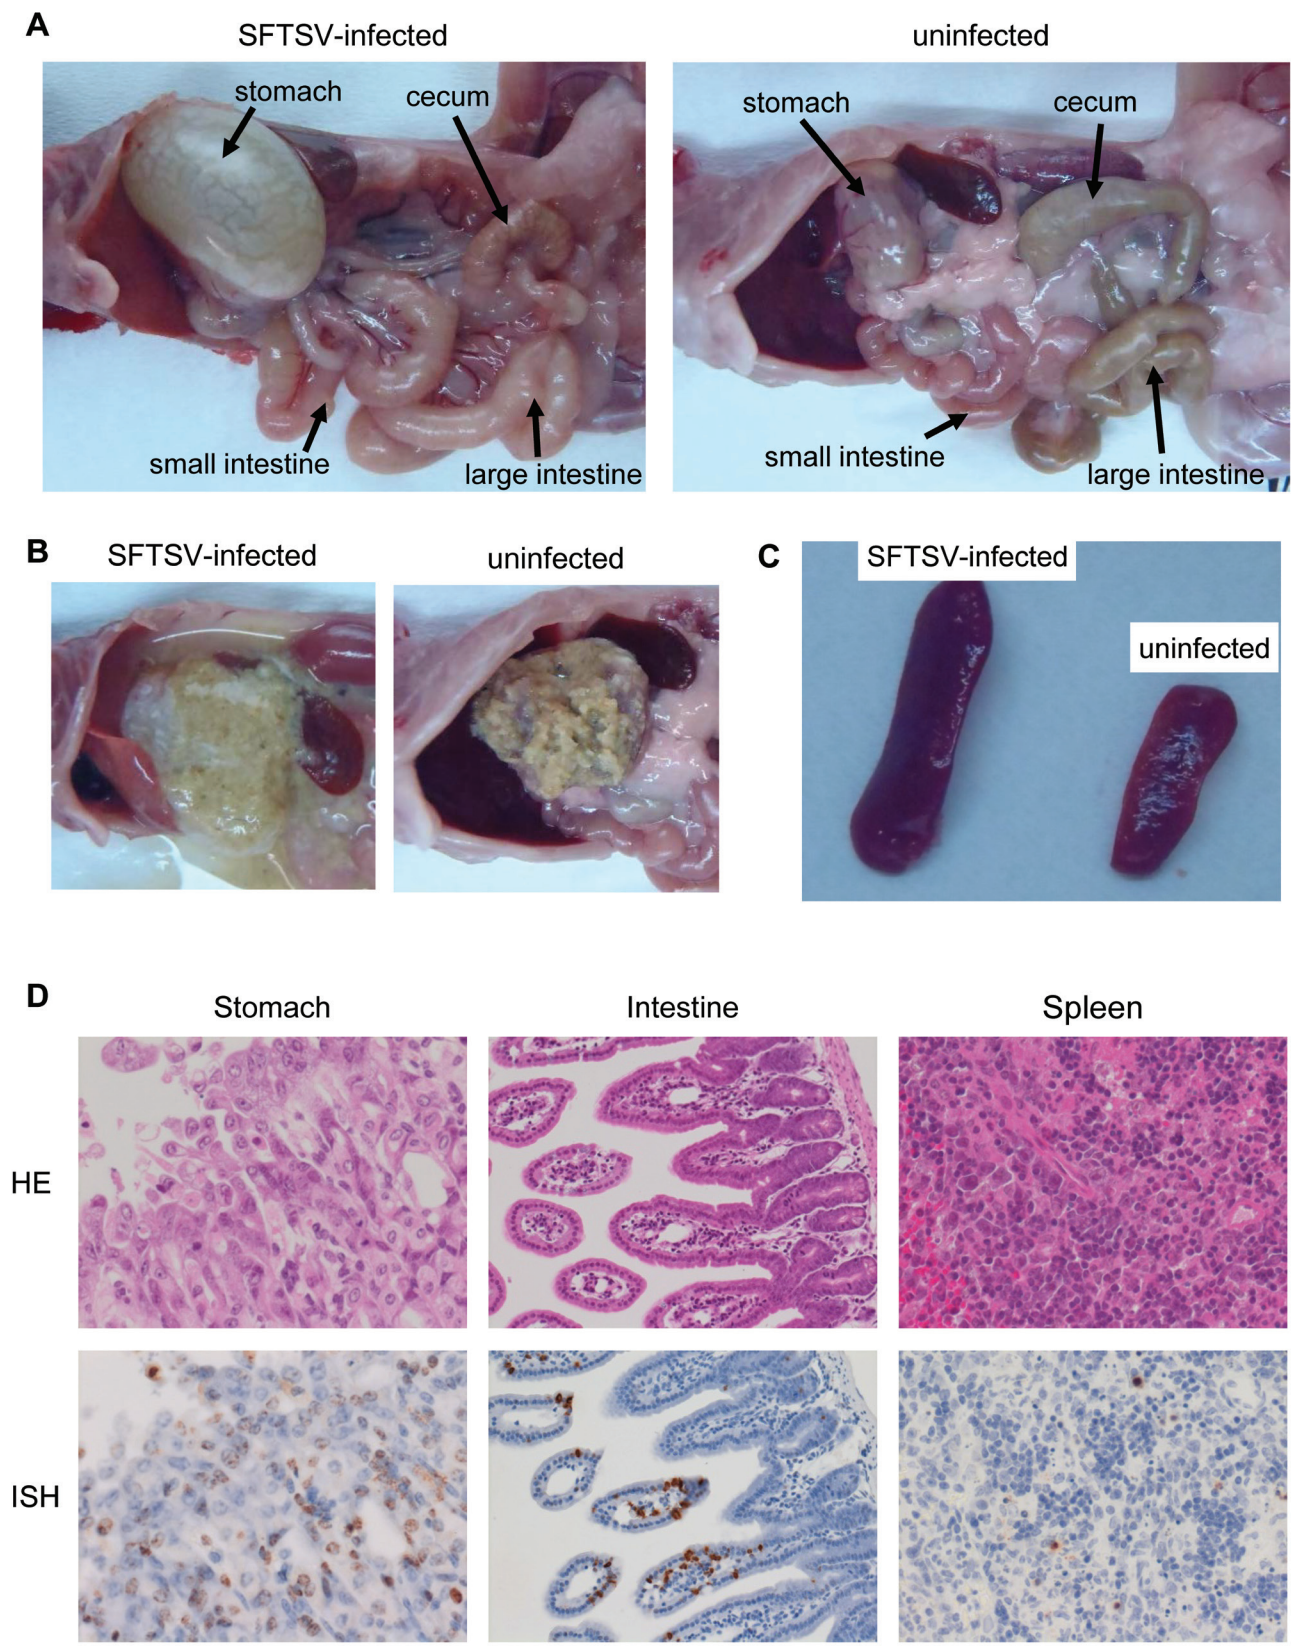 A
SFTSV-infected
uninfected
stomach
cecum
small intestine
large intestine
stomach
cecum
small intestine
large intestine
B
SFTSV-infected
uninfected
C
SFTSV-infected
uninfected
D
Stomach
Intestine
Spleen
HE
ISH